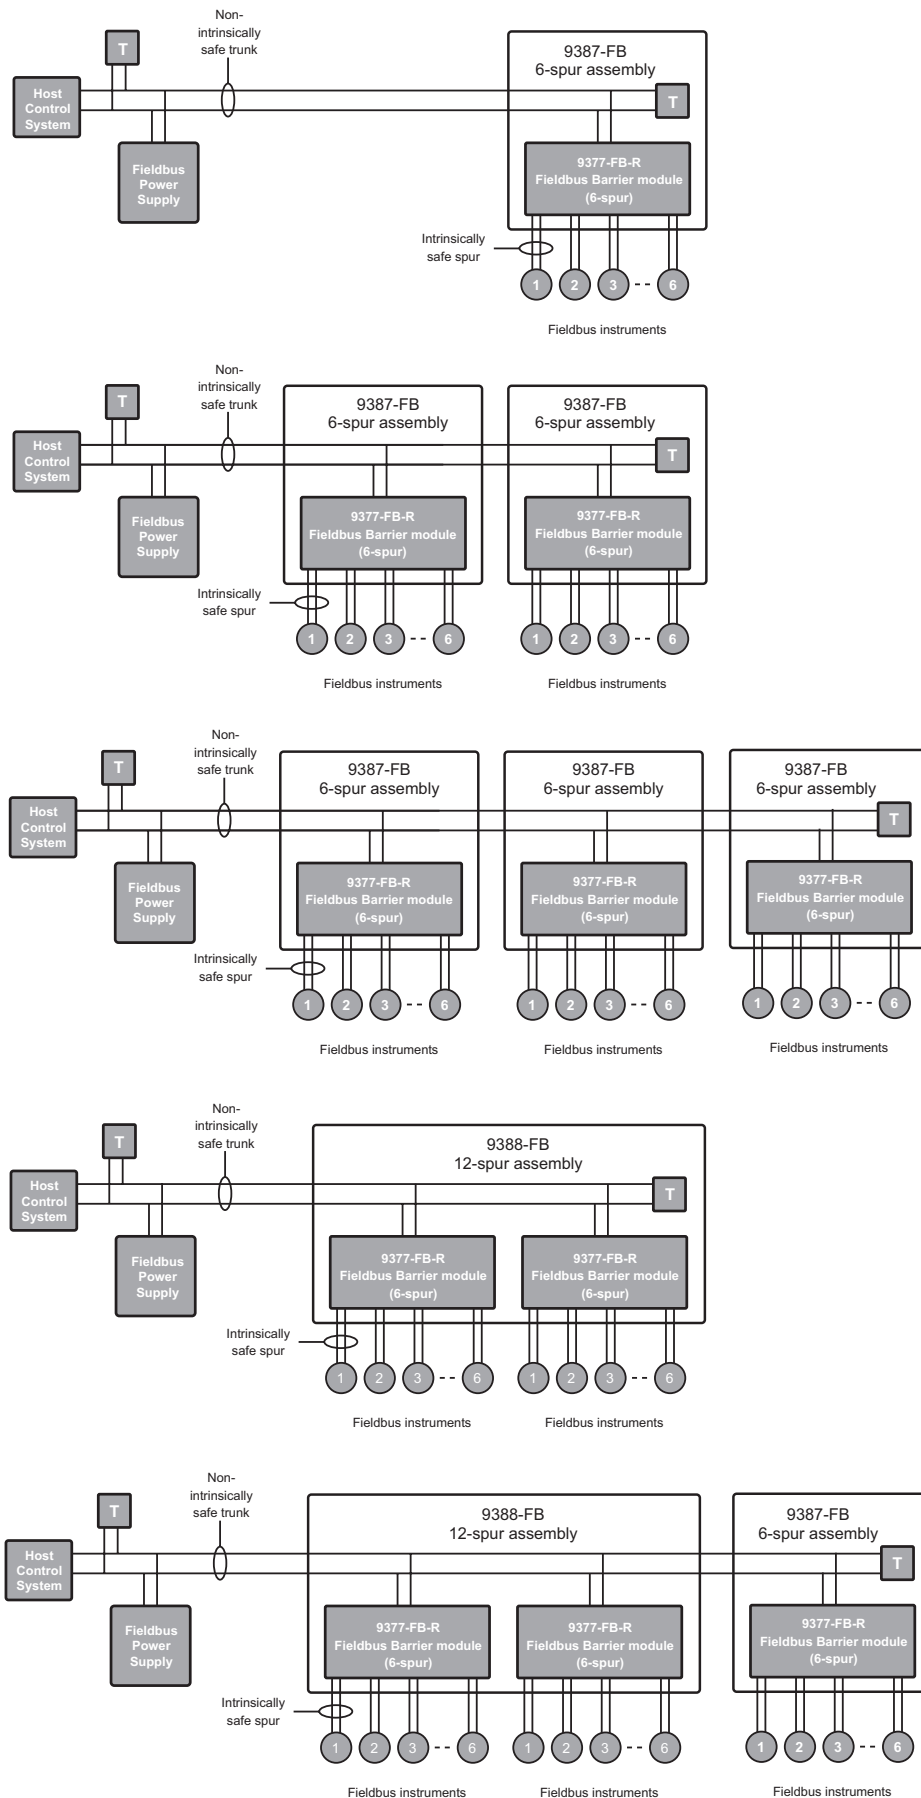 Non-
intrinsically
safe trunk
T
Host
Control
System
Fieldbus
Power
Supply
9387-FB
6-spur assembly
T
9377-FB-R
Fieldbus Barrier module
(6-spur)
Intrinsically
safe spur
1 2 3 -- 6
Fieldbus instruments
Non-
intrinsically
safe trunk
T
Host
Control
System
Fieldbus
Power
Supply
9387-FB
6-spur assembly
9377-FB-R
Fieldbus Barrier module
(6-spur)
Intrinsically
safe spur
1 2 3 -- 6
Fieldbus instruments
9387-FB
6-spur assembly
T
9377-FB-R
Fieldbus Barrier module
(6-spur)
1 2 3 -- 6
Fieldbus instruments
Non-
intrinsically
safe trunk
T
Host
Control
System
Fieldbus
Power
Supply
9387-FB
6-spur assembly
9377-FB-R
Fieldbus Barrier module
(6-spur)
Intrinsically
safe spur
1 2 3 -- 6
Fieldbus instruments
9387-FB
6-spur assembly
9377-FB-R
Fieldbus Barrier module
(6-spur)
1 2 3 -- 6
Fieldbus instruments
9387-FB
6-spur assembly
T
9377-FB-R
Fieldbus Barrier module
(6-spur)
1 2 3 -- 6
Fieldbus instruments
Non-
intrinsically
safe trunk
T
Host
Control
System
Fieldbus
Power
Supply
9388-FB
12-spur assembly
T
9377-FB-R
Fieldbus Barrier module
(6-spur)
Intrinsically
safe spur
1 2 3 -- 6
Fieldbus instruments
9377-FB-R
Fieldbus Barrier module
(6-spur)
1 2 3 -- 6
Fieldbus instruments
Non-
intrinsically
safe trunk
T
Host
Control
System
Fieldbus
Power
Supply
9388-FB
12-spur assembly
9377-FB-R
Fieldbus Barrier module
(6-spur)
Intrinsically
safe spur
1 2 3 -- 6
Fieldbus instruments
9377-FB-R
Fieldbus Barrier module
(6-spur)
1 2 3 -- 6
Fieldbus instruments
9387-FB
6-spur assembly
T
9377-FB-R
Fieldbus Barrier module
(6-spur)
1 2 3 -- 6
Fieldbus instruments